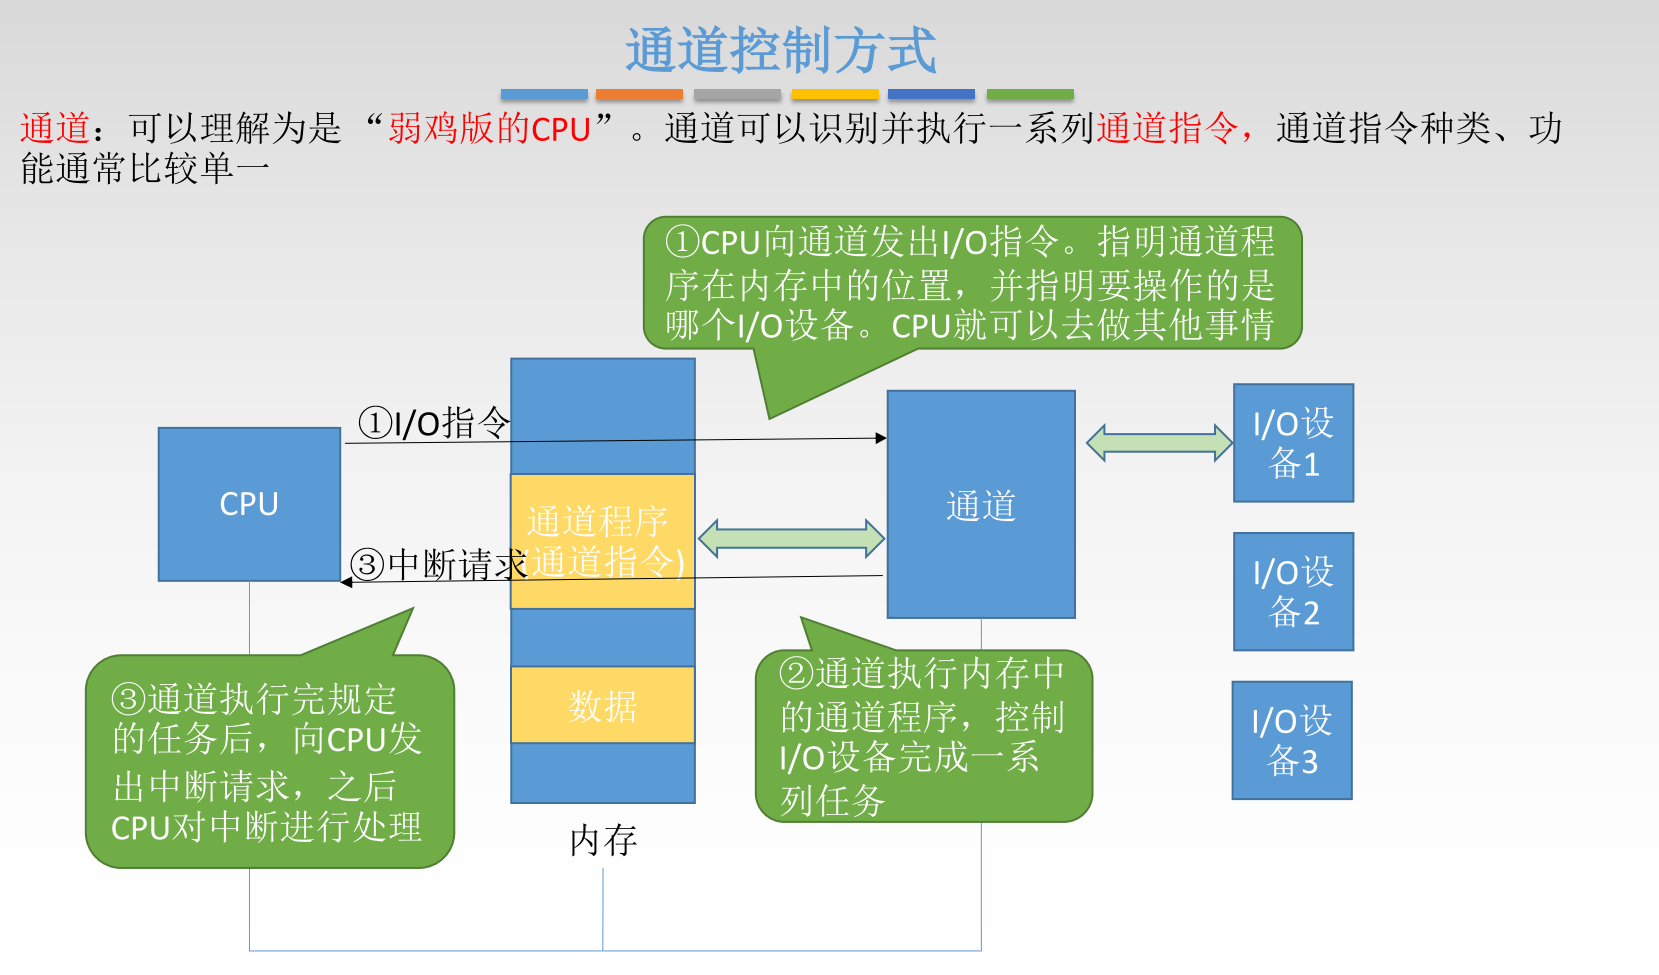 通道控制方式
通道：可以理解为是“弱鸡版的CPU”。通道可以识别并执行一系列通道指令，通道指令种类、功
能通常比较单一
①CPU向通道发出I/O指令。指明通道程
序在内存中的位置，并指明要操作的是
哪个I/O设备。CPU就可以去做其他事情
①I/O指令
CPU
通道程序
(通道指令)
③中断请求
通道
I/O设
备1
I/O设
备2
I/O设
备3
数据
内存
③通道执行完规定
的任务后，向CPU发
出中断请求，之后
CPU对中断进行处理
②通道执行内存中
的通道程序，控制
I/O设备完成一系
列任务